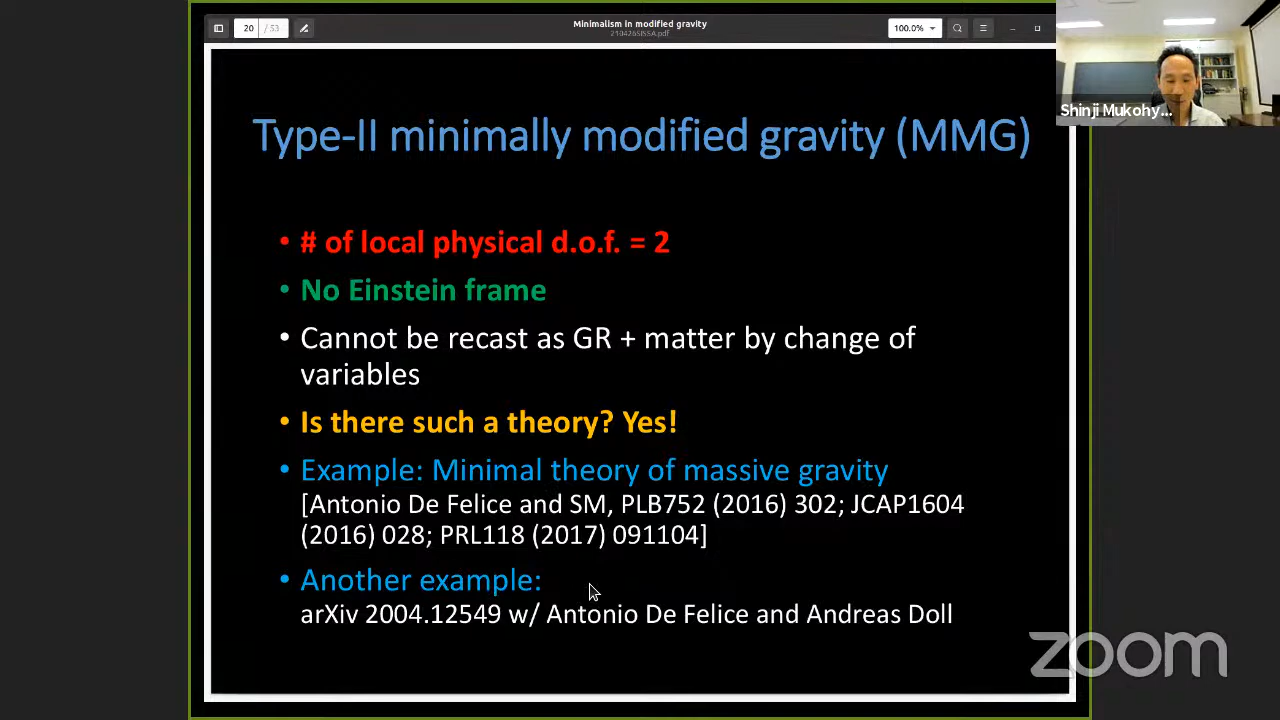 20 / 53
Minimalism in modified gravity
210426SISSA.pdf
100.0%
Shinji Mukohy...
Type-II minimally modified gravity (MMG)
• # of local physical d.o.f. = 2
• No Einstein frame
• Cannot be recast as GR + matter by change of
variables
• Is there such a theory? Yes!
• Example: Minimal theory of massive gravity
[Antonio De Felice and SM, PLB752 (2016) 302; JCAP1604
(2016) 028; PRL118 (2017) 091104]
• Another example:
arXiv 2004.12549 w/ Antonio De Felice and Andreas Doll
zoom